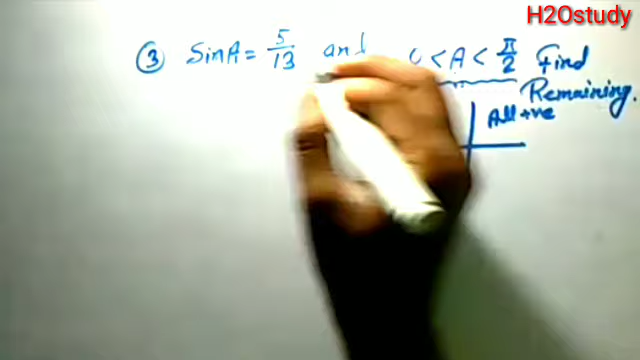 H2Ostudy
③ SinA = 5/13 and 0 < A < π/2 Find
Remaining.
All +ve